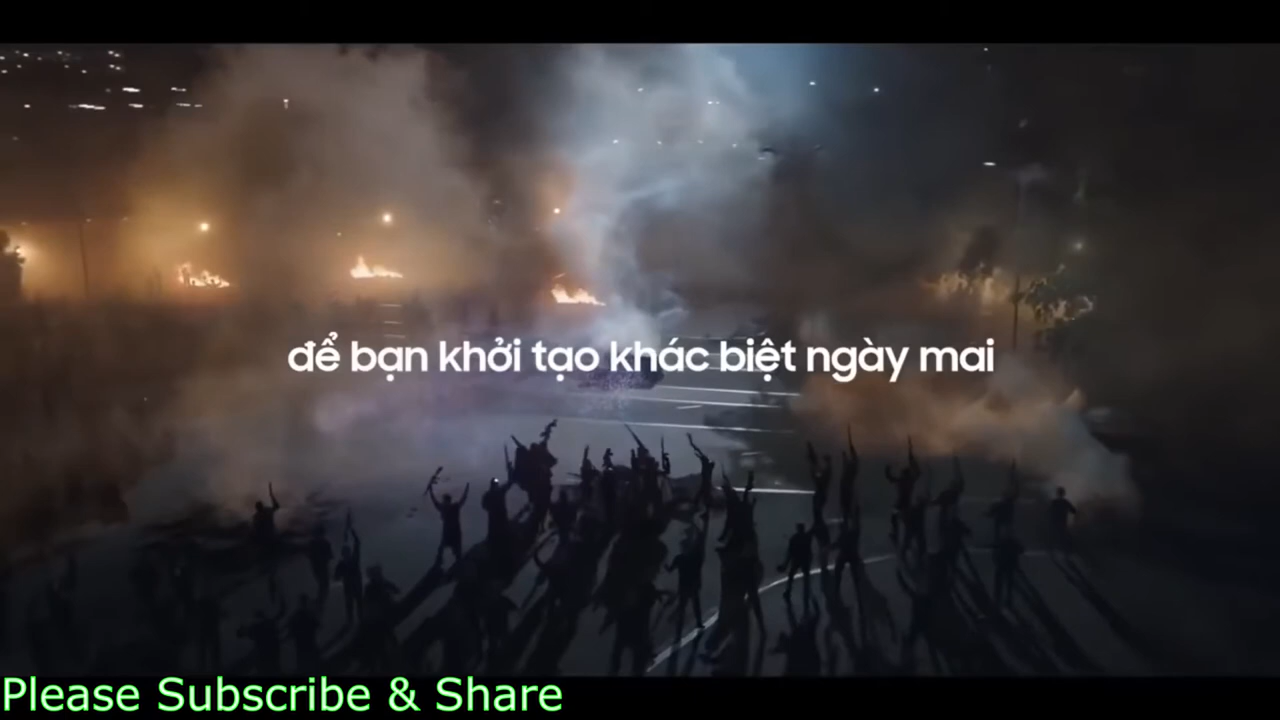 để bạn khởi tạo khác biệt ngày mai
Please Subscribe & Share